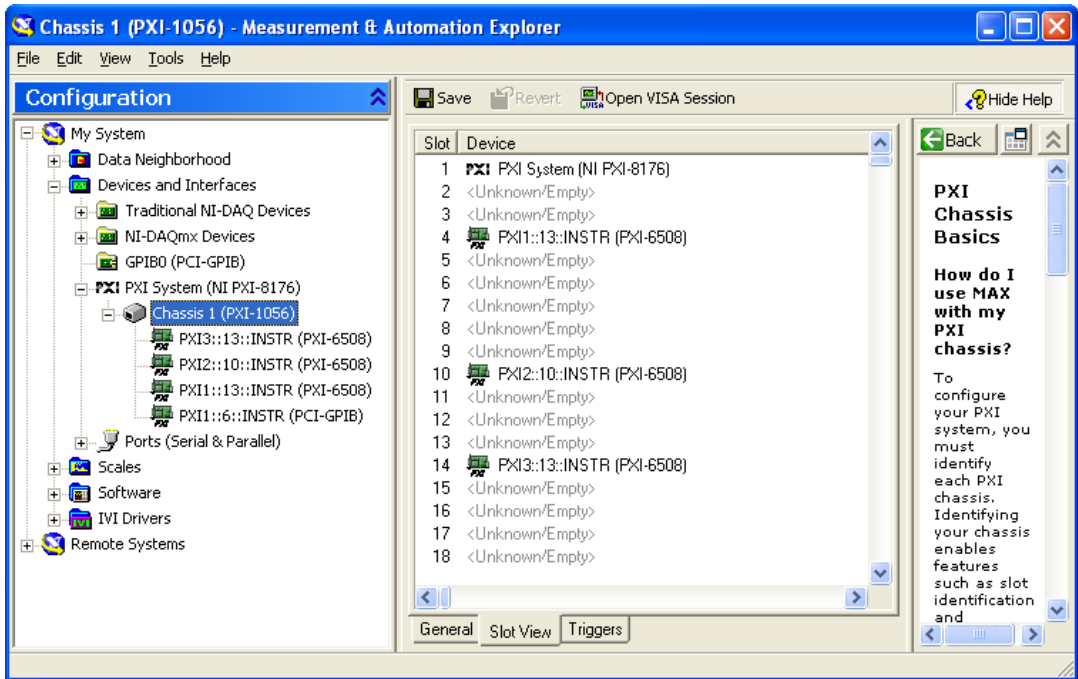 Chassis 1 (PXI-1056) - Measurement & Automation Explorer
File Edit View Tools Help
Configuration
My System
Data Neighborhood
Devices and Interfaces
Traditional NI-DAQ Devices
NI-DAQmx Devices
GPIB0 (PCI-GPIB)
PXI PXI System (NI PXI-8176)
Chassis 1 (PXI-1056)
PXI3::13::INSTR (PXI-6508)
PXI2::10::INSTR (PXI-6508)
PXI1::13::INSTR (PXI-6508)
PXI1::6::INSTR (PCI-GPIB)
Ports (Serial & Parallel)
Scales
Software
IVI Drivers
Remote Systems
Save Revert Open VISA Session Hide Help
Slot Device
1 PXI PXI System (NI PXI-8176)
2 <Unknown/Empty>
3 <Unknown/Empty>
4 PXI1::13::INSTR (PXI-6508)
5 <Unknown/Empty>
6 <Unknown/Empty>
7 <Unknown/Empty>
8 <Unknown/Empty>
9 <Unknown/Empty>
10 PXI2::10::INSTR (PXI-6508)
11 <Unknown/Empty>
12 <Unknown/Empty>
13 <Unknown/Empty>
14 PXI3::13::INSTR (PXI-6508)
15 <Unknown/Empty>
16 <Unknown/Empty>
17 <Unknown/Empty>
18 <Unknown/Empty>
General Slot View Triggers
Back
PXI
Chassis
Basics
How do I
use MAX
with my
PXI
chassis?
To
configure
your PXI
system, you
must
identify
each PXI
chassis.
Identifying
your chassis
enables
features
such as slot
identification
and